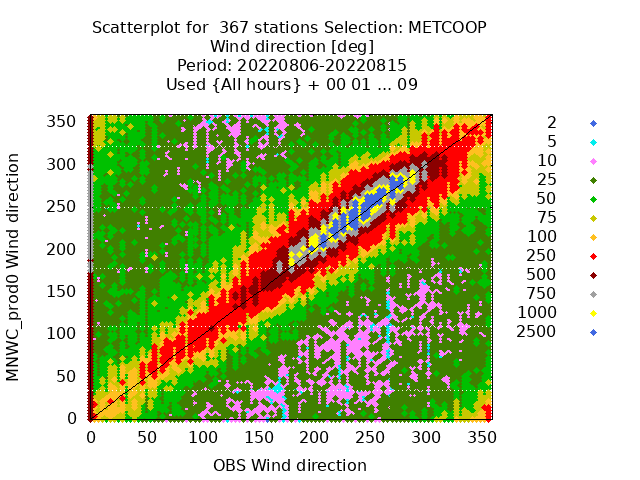 Scatterplot for  367 stations Selection: METCOOP
Wind direction [deg]
Period: 20220806-20220815
Used {All hours} + 00 01 ... 09
MNWC_prod0 Wind direction
350
300
250
200
150
100
50
0
0 50 100 150 200 250 300 350
OBS Wind direction
2
5
10
25
50
75
100
250
500
750
1000
2500